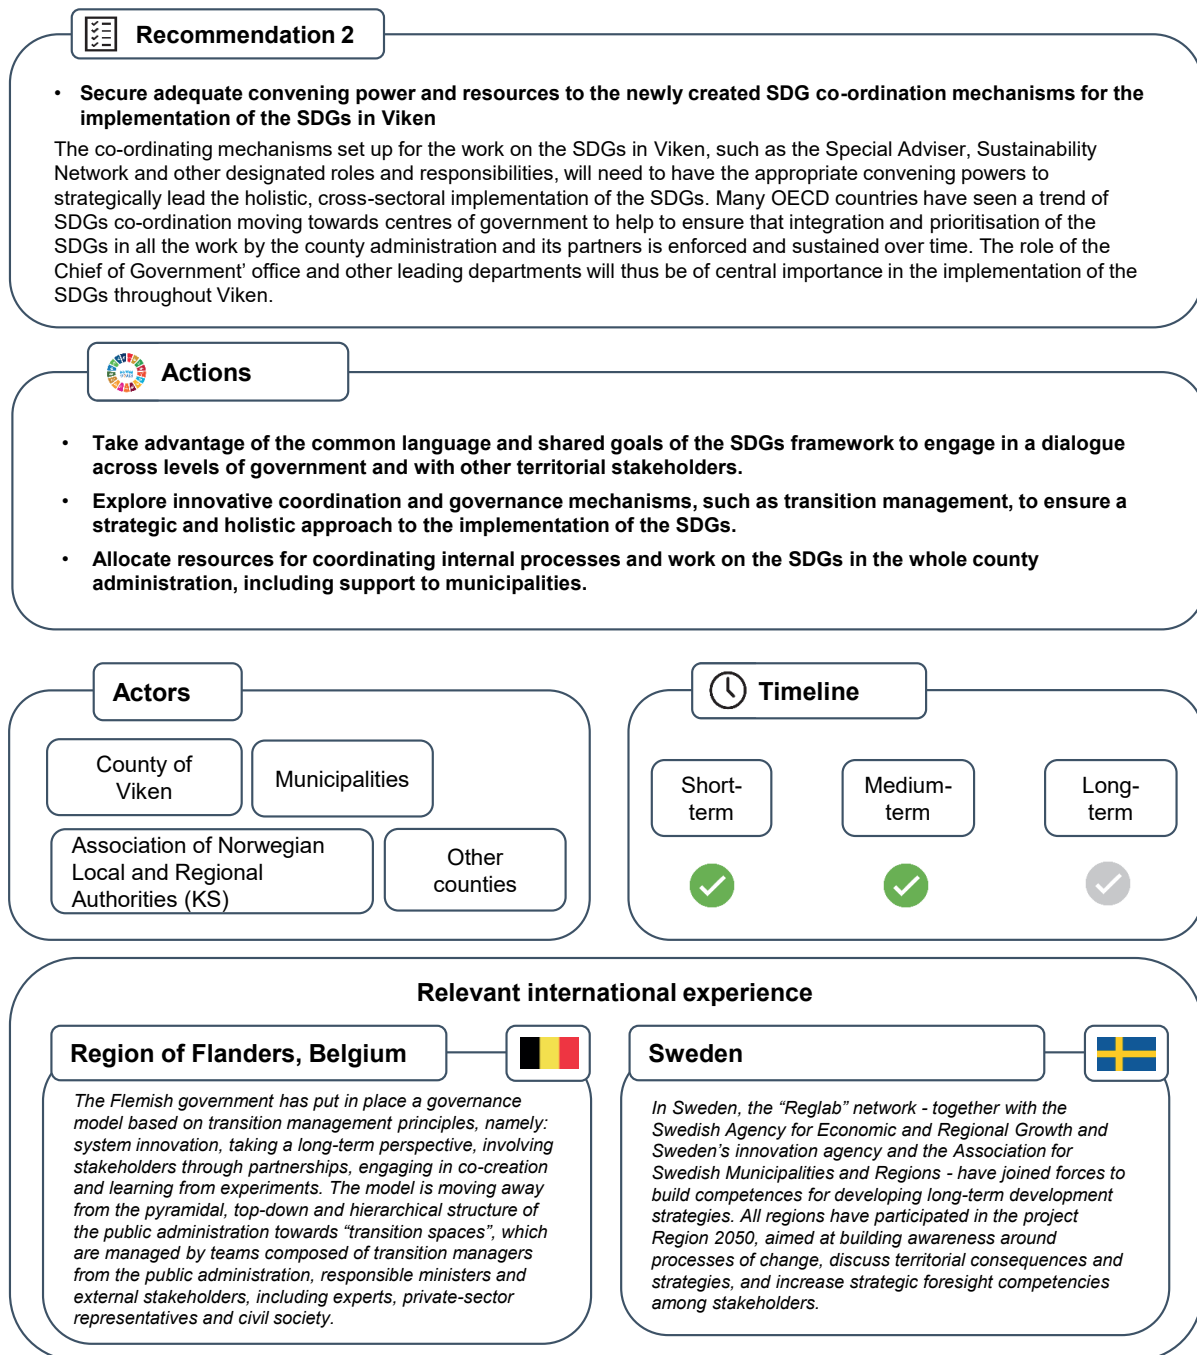 Recommendation 2
• Secure adequate convening power and resources to the newly created SDG co-ordination mechanisms for the
implementation of the SDGs in Viken
The co-ordinating mechanisms set up for the work on the SDGs in Viken, such as the Special Adviser, Sustainability
Network and other designated roles and responsibilities, will need to have the appropriate convening powers to
strategically lead the holistic, cross-sectoral implementation of the SDGs. Many OECD countries have seen a trend of
SDGs co-ordination moving towards centres of government to help to ensure that integration and prioritisation of the
SDGs in all the work by the county administration and its partners is enforced and sustained over time. The role of the
Chief of Government' office and other leading departments will thus be of central importance in the implementation of the
SDGs throughout Viken.
Actions
• Take advantage of the common language and shared goals of the SDGs framework to engage in a dialogue
across levels of government and with other territorial stakeholders.
• Explore innovative coordination and governance mechanisms, such as transition management, to ensure a
strategic and holistic approach to the implementation of the SDGs.
• Allocate resources for coordinating internal processes and work on the SDGs in the whole county
administration, including support to municipalities.
Actors
County of
Viken
Municipalities
Association of Norwegian
Local and Regional
Authorities (KS)
Other
counties
Timeline
Short-
term
Medium-
term
Long-
term
Relevant international experience
Region of Flanders, Belgium
The Flemish government has put in place a governance
model based on transition management principles, namely:
system innovation, taking a long-term perspective, involving
stakeholders through partnerships, engaging in co-creation
and learning from experiments. The model is moving away
from the pyramidal, top-down and hierarchical structure of
the public administration towards "transition spaces", which
are managed by teams composed of transition managers
from the public administration, responsible ministers and
external stakeholders, including experts, private-sector
representatives and civil society.
Sweden
In Sweden, the "Reglab" network - together with the
Swedish Agency for Economic and Regional Growth and
Sweden's innovation agency and the Association for
Swedish Municipalities and Regions - have joined forces to
build competences for developing long-term development
strategies. All regions have participated in the project
Region 2050, aimed at building awareness around
processes of change, discuss territorial consequences and
strategies, and increase strategic foresight competencies
among stakeholders.